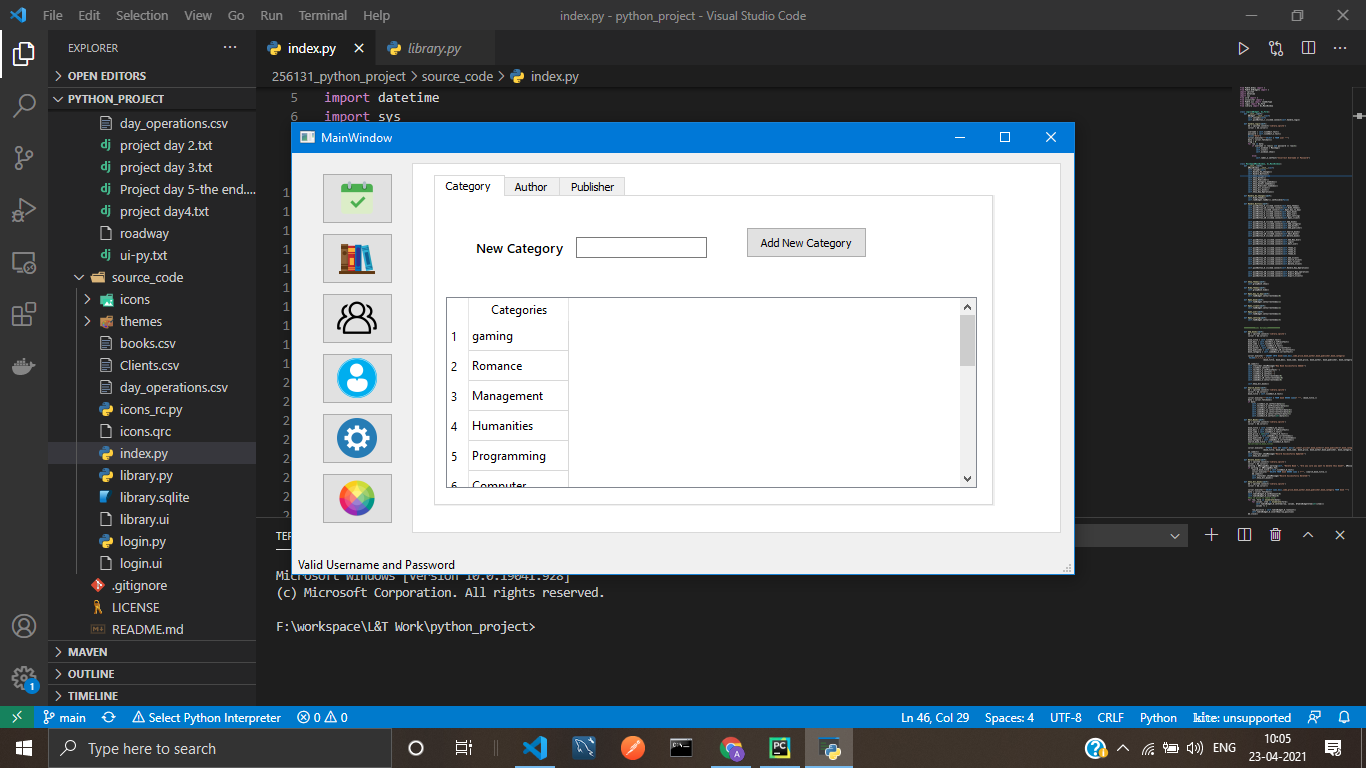 File Edit Selection View Go Run Terminal Help
index.py - python_project - Visual Studio Code
EXPLORER
OPEN EDITORS
PYTHON_PROJECT
day_operations.csv
project day 2.txt
project day 3.txt
Project day 5-the end....
project day4.txt
roadway
ui-py.txt
source_code
icons
themes
books.csv
Clients.csv
day_operations.csv
icons_rc.py
icons.qrc
index.py
library.py
library.sqlite
library.ui
login.py
login.ui
.gitignore
LICENSE
README.md
MAVEN
OUTLINE
TIMELINE
index.py
library.py
256131_python_project > source_code > index.py
5 import datetime
6 import sys
MainWindow
Category Author Publisher
New Category
Add New Category
Categories
1 gaming
2 Romance
3 Management
4 Humanities
5 Programming
6 Computer
Valid Username and Password
Microsoft Windows [Version 10.0.19041.928]
(c) Microsoft Corporation. All rights reserved.
F:\workspace\L&T Work\python_project>
1
main
Select Python Interpreter
0 0
Ln 46, Col 29
Spaces: 4
UTF-8
CRLF
Python
kite: unsupported
Type here to search
PC
A
ENG
10:05
23-04-2021